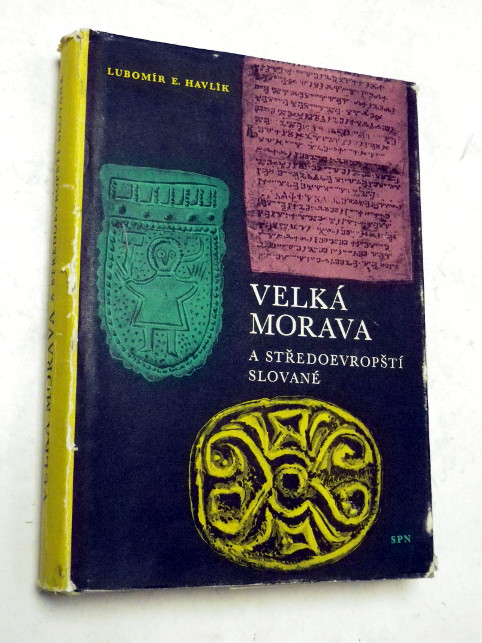 LUBOMÍR E. HAVLÍK
VELKÁ
MORAVA
A STŘEDOEVROPŠTÍ
SLOVANÉ
SPN
VELKÁ MORAVA A STŘEDOEVROPŠTÍ SLOVANÉ